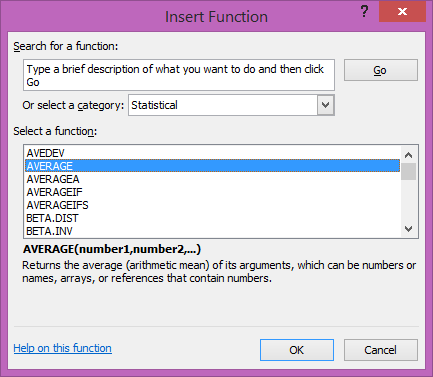 Insert Function
?
Search for a function:
Type a brief description of what you want to do and then click
Go
Go
Or select a category: Statistical
Select a function:
AVEDEV
AVERAGE
AVERAGEA
AVERAGEIF
AVERAGEIFS
BETA.DIST
BETA.INV
AVERAGE(number1,number2,...)
Returns the average (arithmetic mean) of its arguments, which can be numbers or
names, arrays, or references that contain numbers.
Help on this function
OK
Cancel